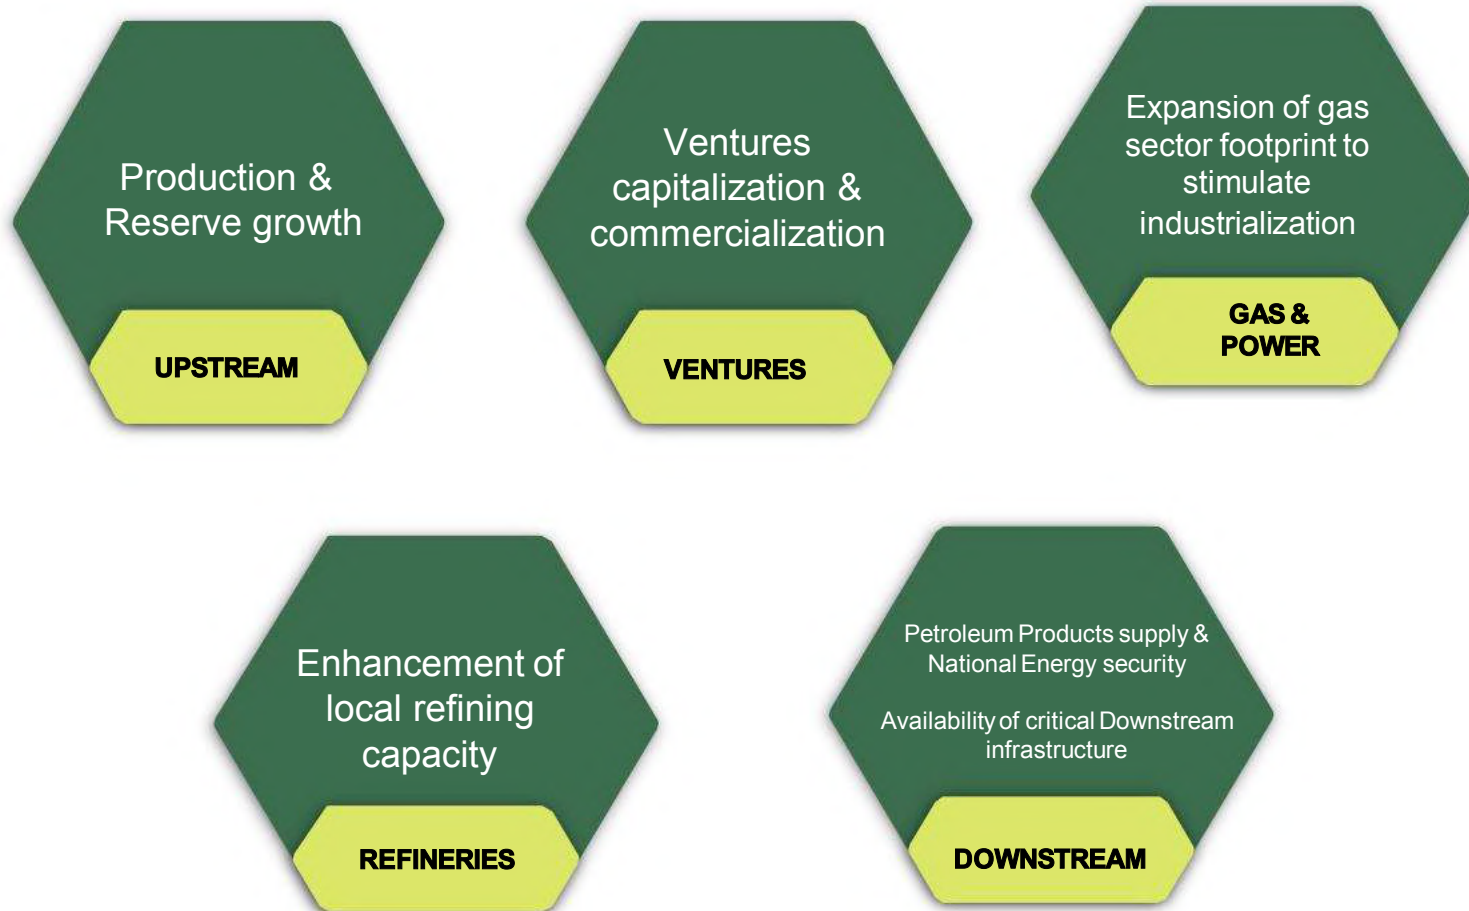 Production &
Reserve growth
UPSTREAM
Ventures
capitalization &
commercialization
VENTURES
Expansion of gas
sector footprint to
stimulate
industrialization
GAS &
POWER
Enhancement of
local refining
capacity
REFINERIES
Petroleum Products supply &
National Energy security
Availability of critical Downstream
infrastructure
DOWNSTREAM